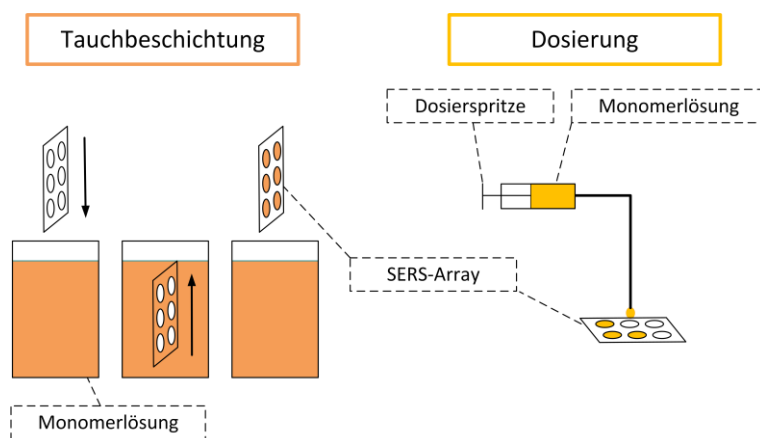 Tauchbeschichtung
Dosierung
Dosierspritze
Monomerlösung
SERS-Array
Monomerlösung